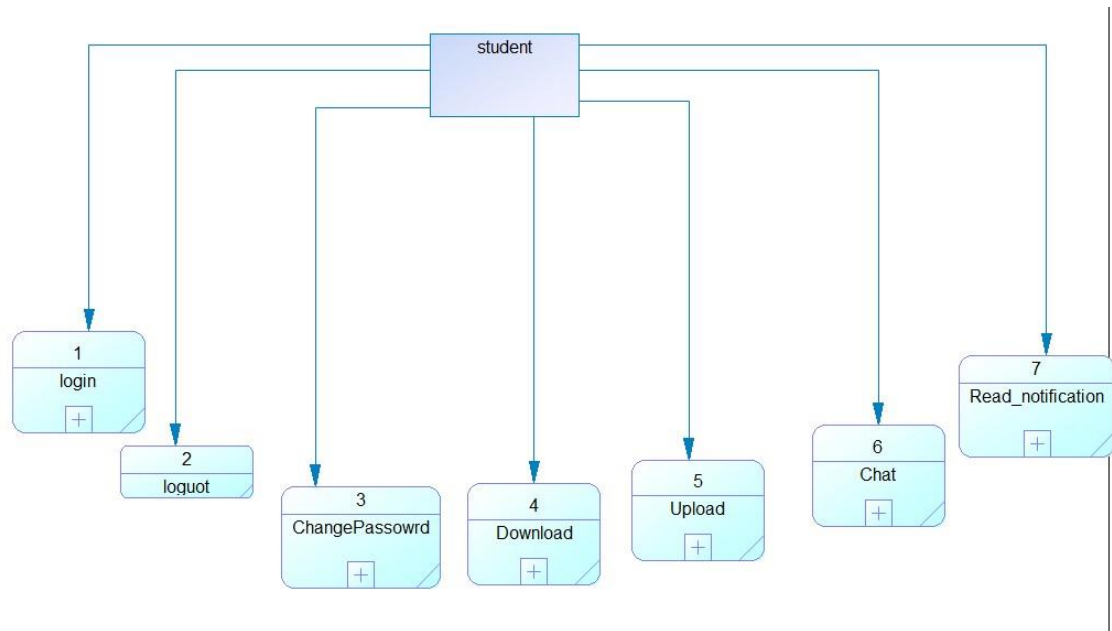 student
1
login
2
loguot
3
ChangePassowrd
4
Download
5
Upload
6
Chat
7
Read_notification